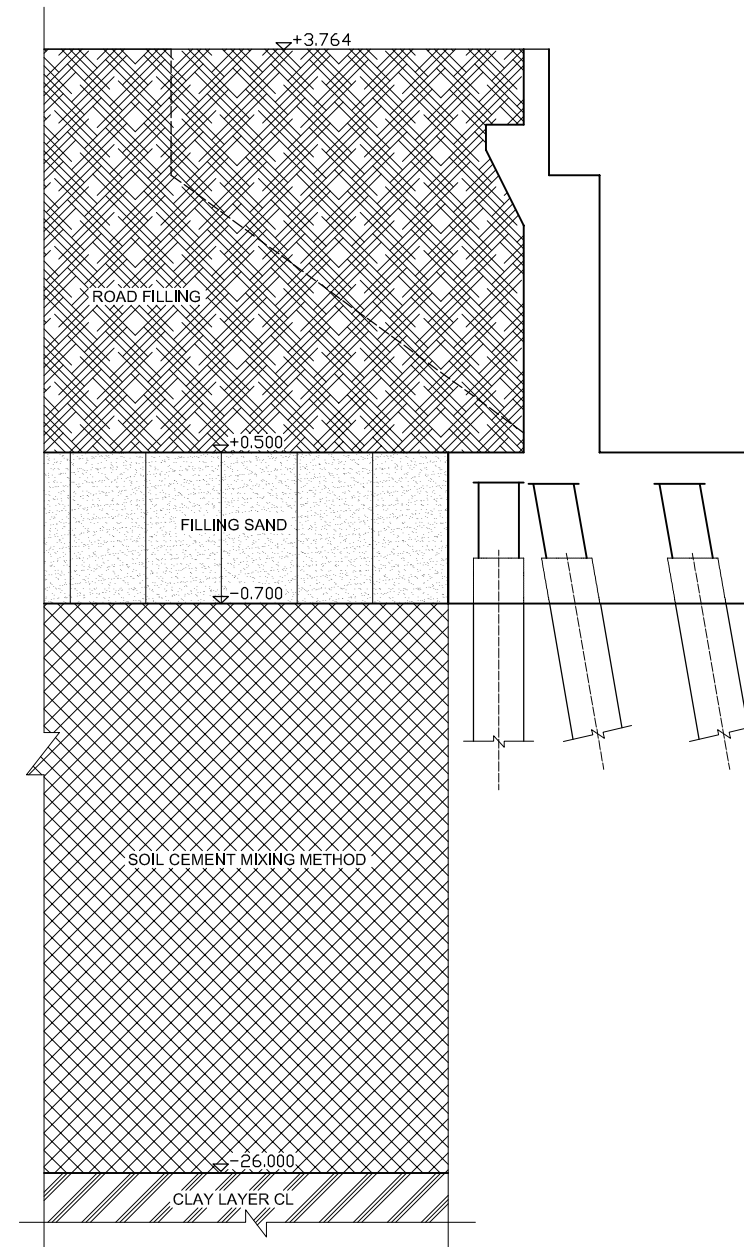 +3.764
ROAD FILLING
+0.500
FILLING SAND
-0.700
SOIL CEMENT MIXING METHOD
-26.000
CLAY LAYER CL